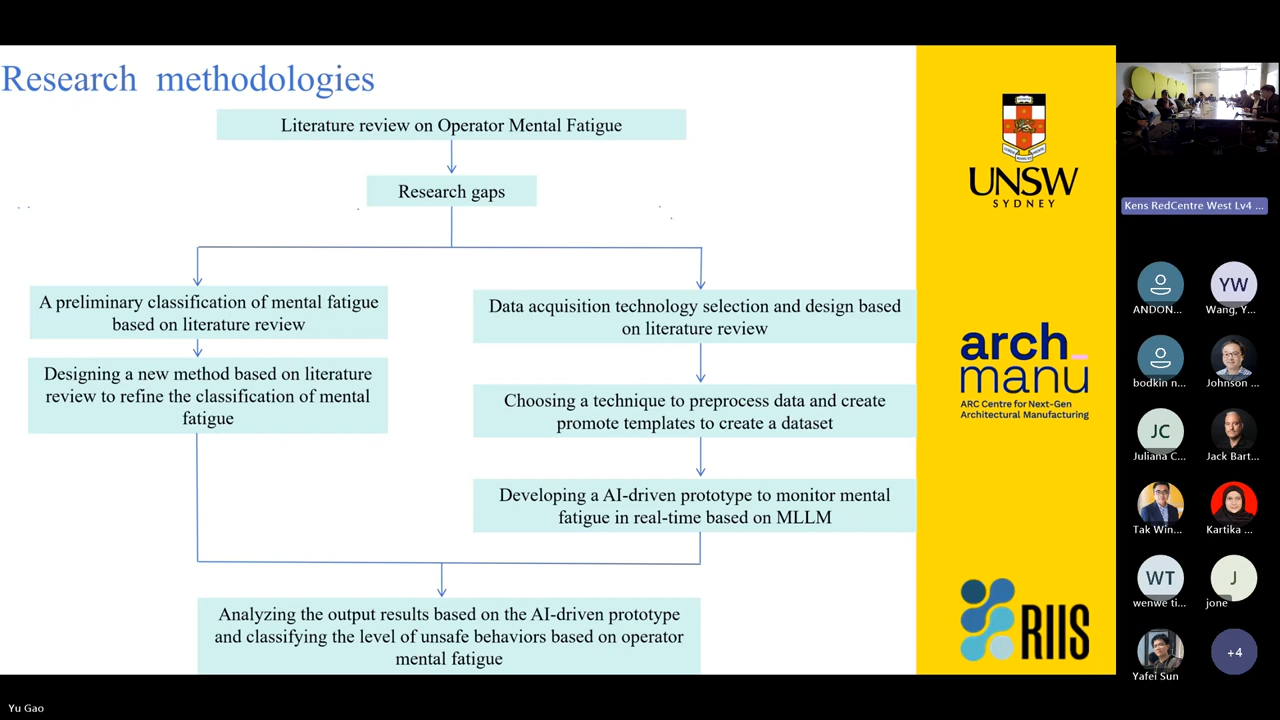 Research methodologies
Literature review on Operator Mental Fatigue
Research gaps
A preliminary classification of mental fatigue
based on literature review
Designing a new method based on literature
review to refine the classification of mental
fatigue
Data acquisition technology selection and design based
on literature review
Choosing a technique to preprocess data and create
promote templates to create a dataset
Developing a AI-driven prototype to monitor mental
fatigue in real-time based on MLLM
Analyzing the output results based on the AI-driven prototype
and classifying the level of unsafe behaviors based on operator
mental fatigue
UNSW
SYDNEY
arch_
manu
ARC Centre for Next-Gen
Architectural Manufacturing
RIIS
Kens RedCentre West Lv4 ...
YW
ANDON...
Wang, Y...
bodkin n...
Johnson ...
JC
Juliana C...
Jack Bart...
Tak Win...
Kartika ...
WT
J
wenwe ti...
jone
+4
Yafei Sun
Yu Gao